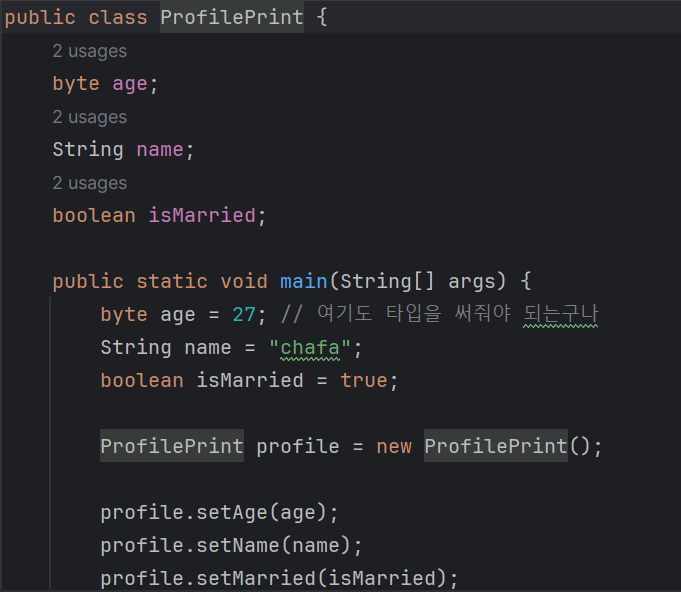 public class ProfilePrint {
2 usages
byte age;
2 usages
String name;
2 usages
boolean isMarried;
public static void main(String[] args) {
byte age = 27; // 여기도 타입을 써줘야 되는구나
String name = "chafa";
boolean isMarried = true;
ProfilePrint profile = new ProfilePrint();
profile.setAge(age);
profile.setName(name);
profile.setMarried(isMarried);